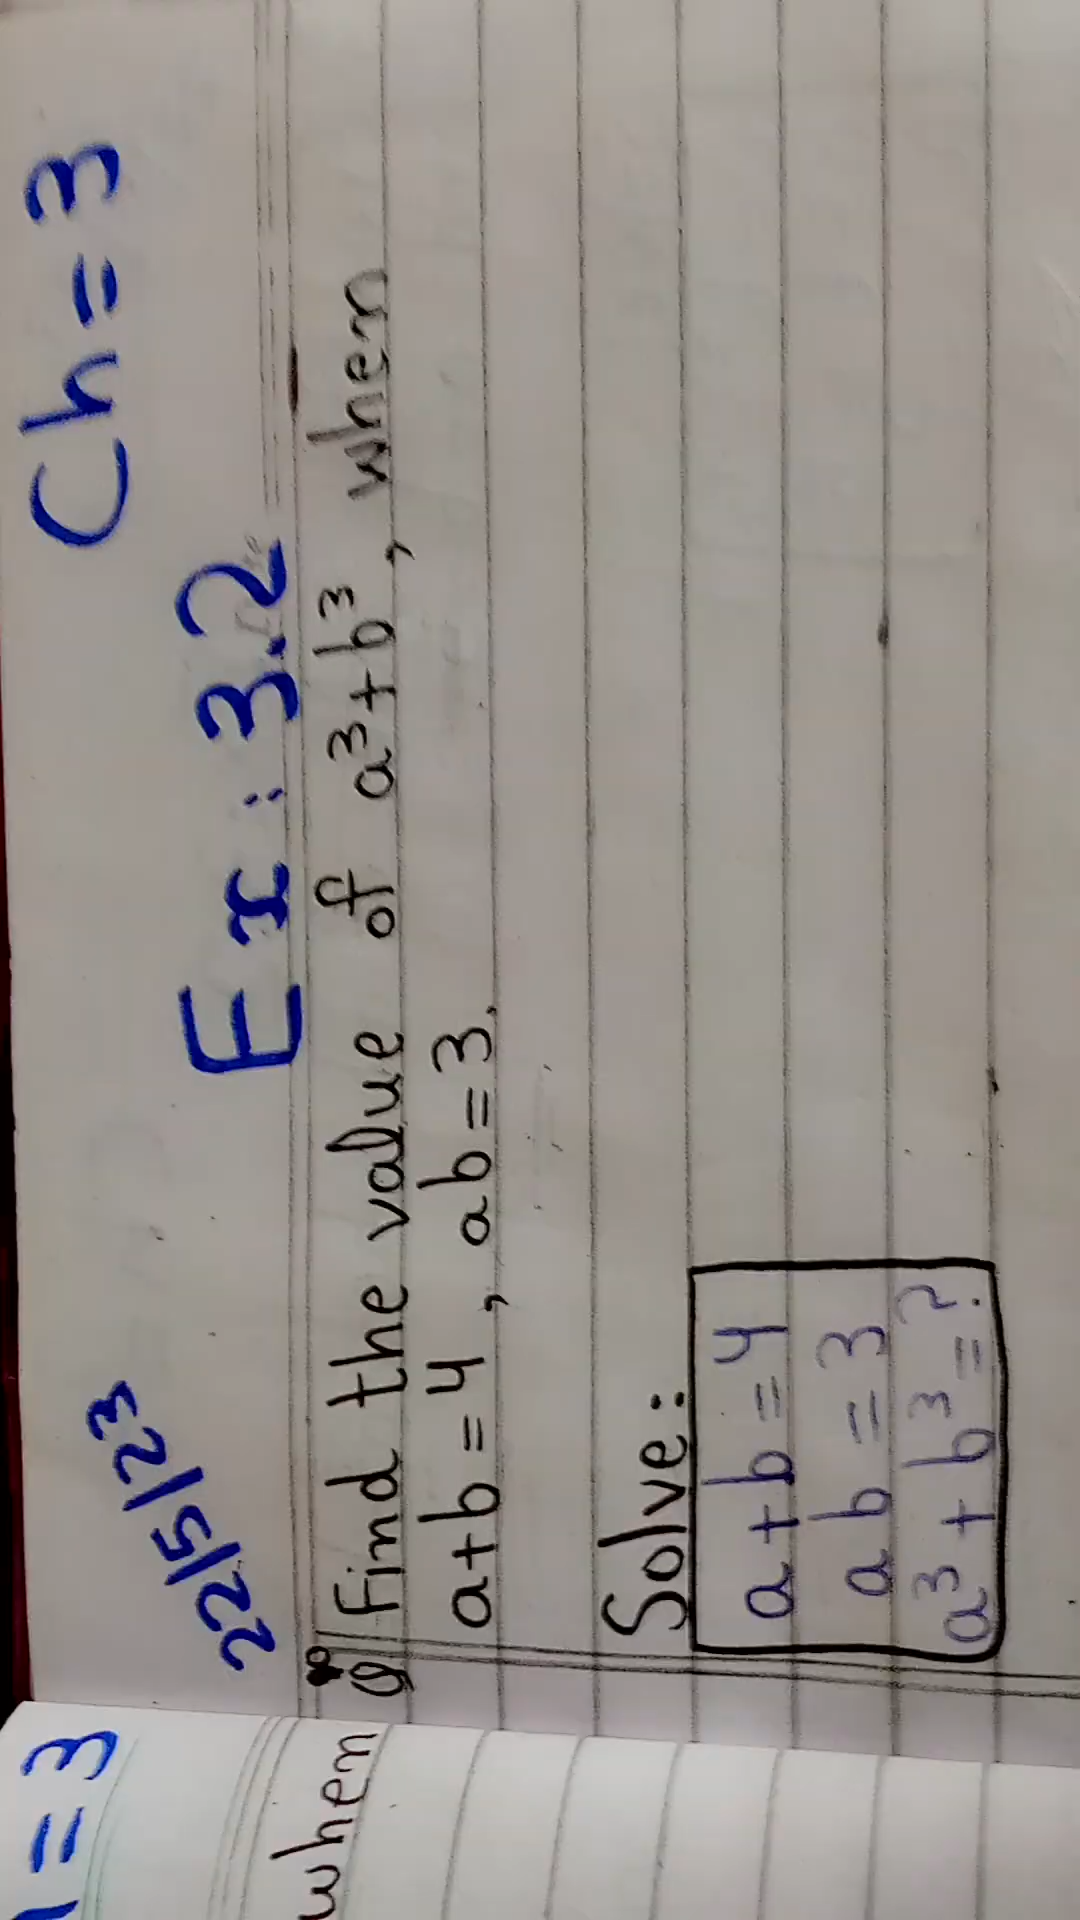 Ch=3
22|5|23
Ex: 3.2
Q Find the value of a³+b³, when
a+b=4, ab=3.
Solve:
a+b=4
ab=3
a³+b³=?
=3
when